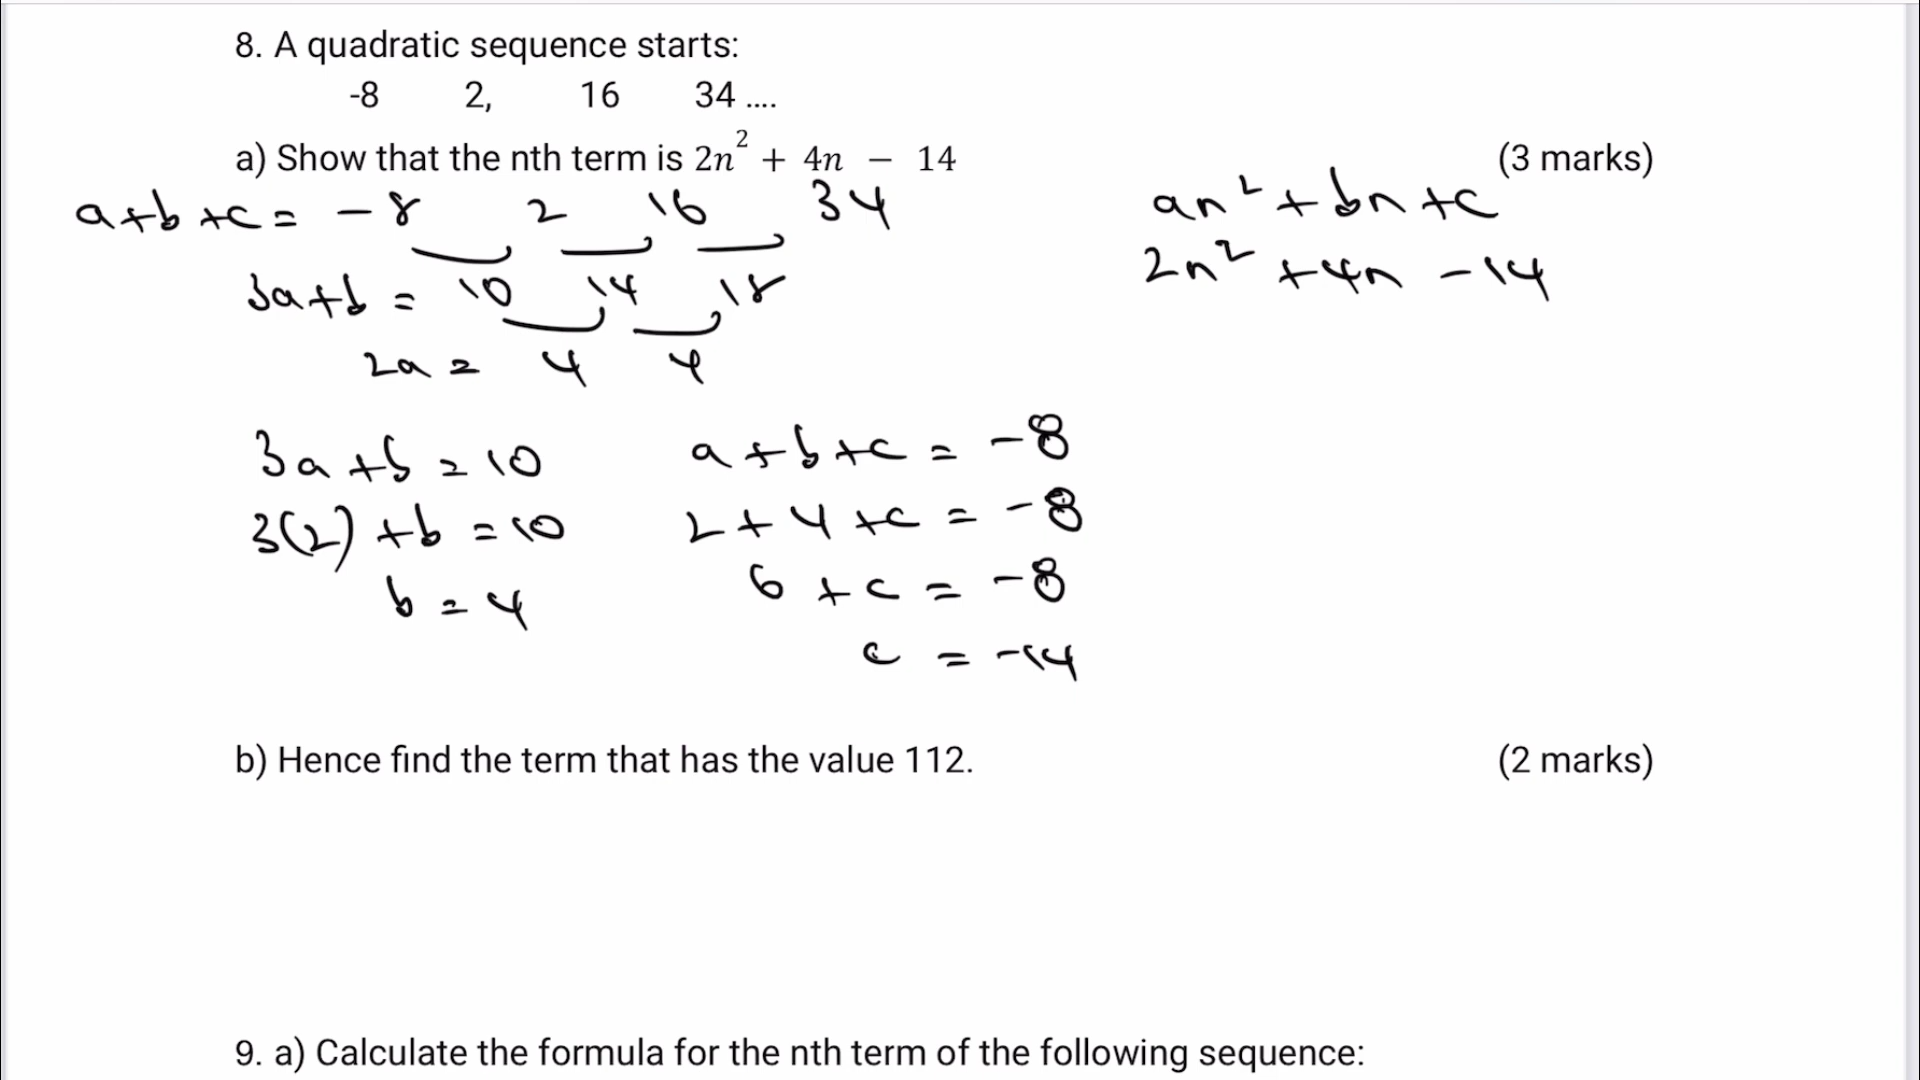 8. A quadratic sequence starts:
-8 2, 16 34 ....
a) Show that the nth term is 2n² + 4n − 14 (3 marks)
a+b+c = -8 2 16 34
an²+bn+c
3a+b = 10 14 18
2n²+4n-14
2a = 4 4
3a+b = 10
3(2)+b = 10
b = 4
a+b+c = -8
2+4+c = -8
6+c = -8
c = -14
b) Hence find the term that has the value 112. (2 marks)
9. a) Calculate the formula for the nth term of the following sequence: